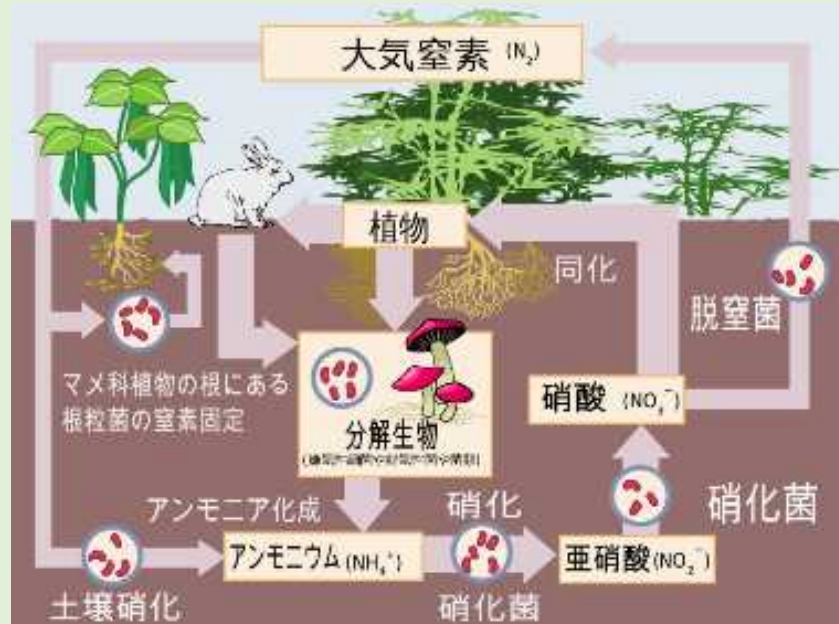 大気窒素 (N₂)
植物
同化
脱窒菌
マメ科植物の根にある
根粒菌の窒素固定
分解生物
硝酸 (NO₃⁻)
アンモニア化成
硝化
硝化菌
アンモニウム (NH₄⁺)
亜硝酸 (NO₂⁻)
土壌硝化
硝化菌